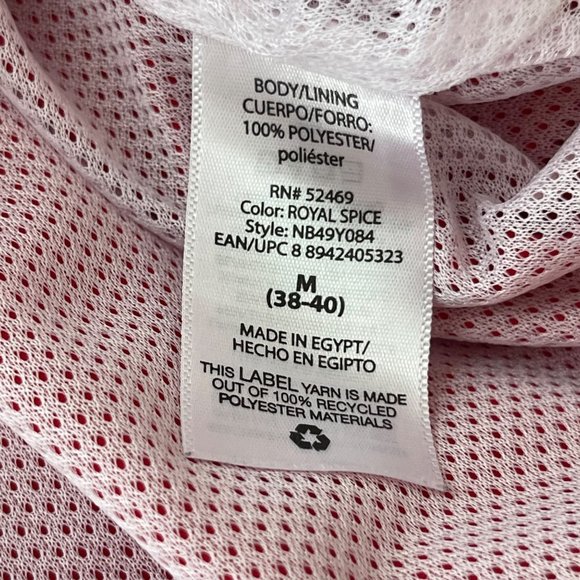 BODY/LINING
CUERPO/FORRO:
100% POLYESTER/
poliéster
RN# 52469
Color: ROYAL SPICE
Style: NB49Y084
EAN/UPC 8 8942405323
M
(38-40)
MADE IN EGYPT/
HECHO EN EGIPTO
THIS LABEL YARN IS MADE
OUT OF 100% RECYCLED
POLYESTER MATERIALS